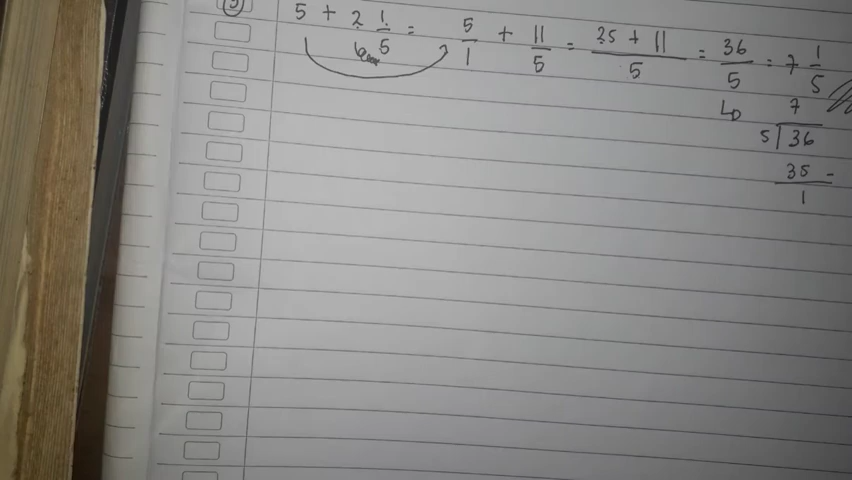 5 + 2 1/5 = 5/1 + 11/5 = 25 + 11/5 = 36/5 = 7 1/5
7
5 36
35 -
1